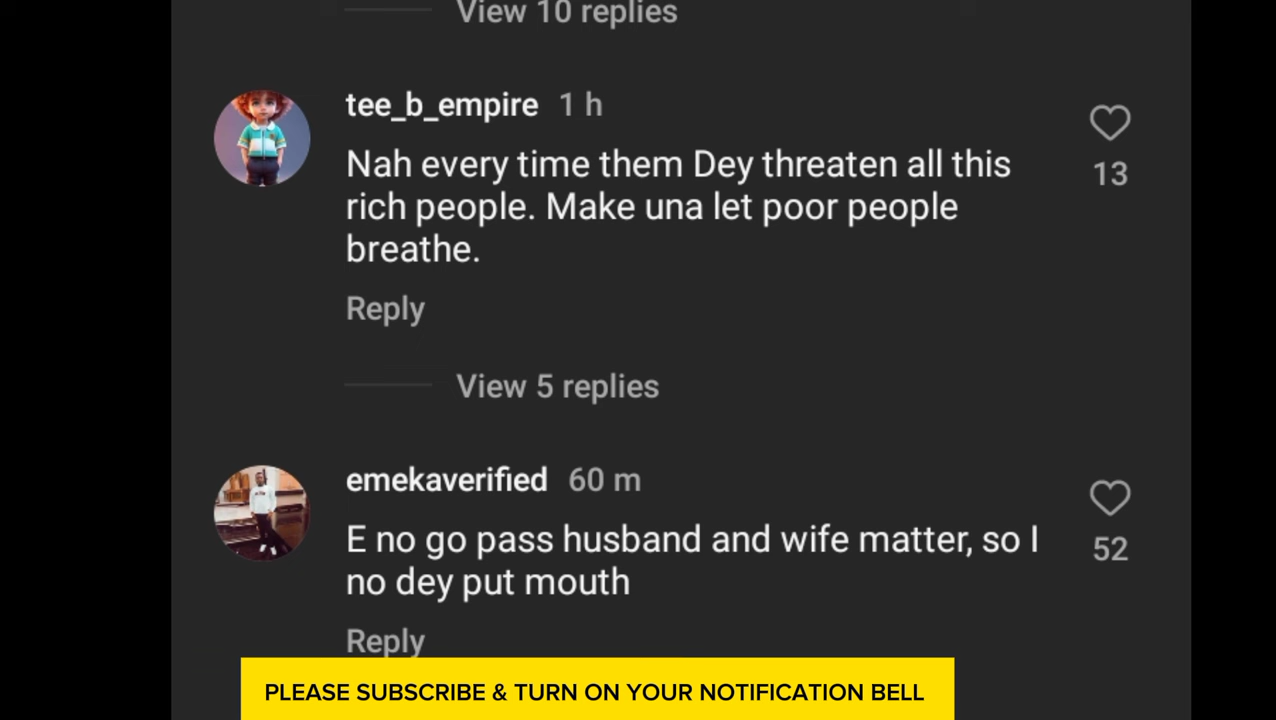 View 10 replies
tee_b_empire 1 h
Nah every time them Dey threaten all this
13
rich people. Make una let poor people
breathe.
Reply
View 5 replies
emekaverified 60 m
E no go pass husband and wife matter, so I
52
no dey put mouth
Reply
PLEASE SUBSCRIBE & TURN ON YOUR NOTIFICATION BELL